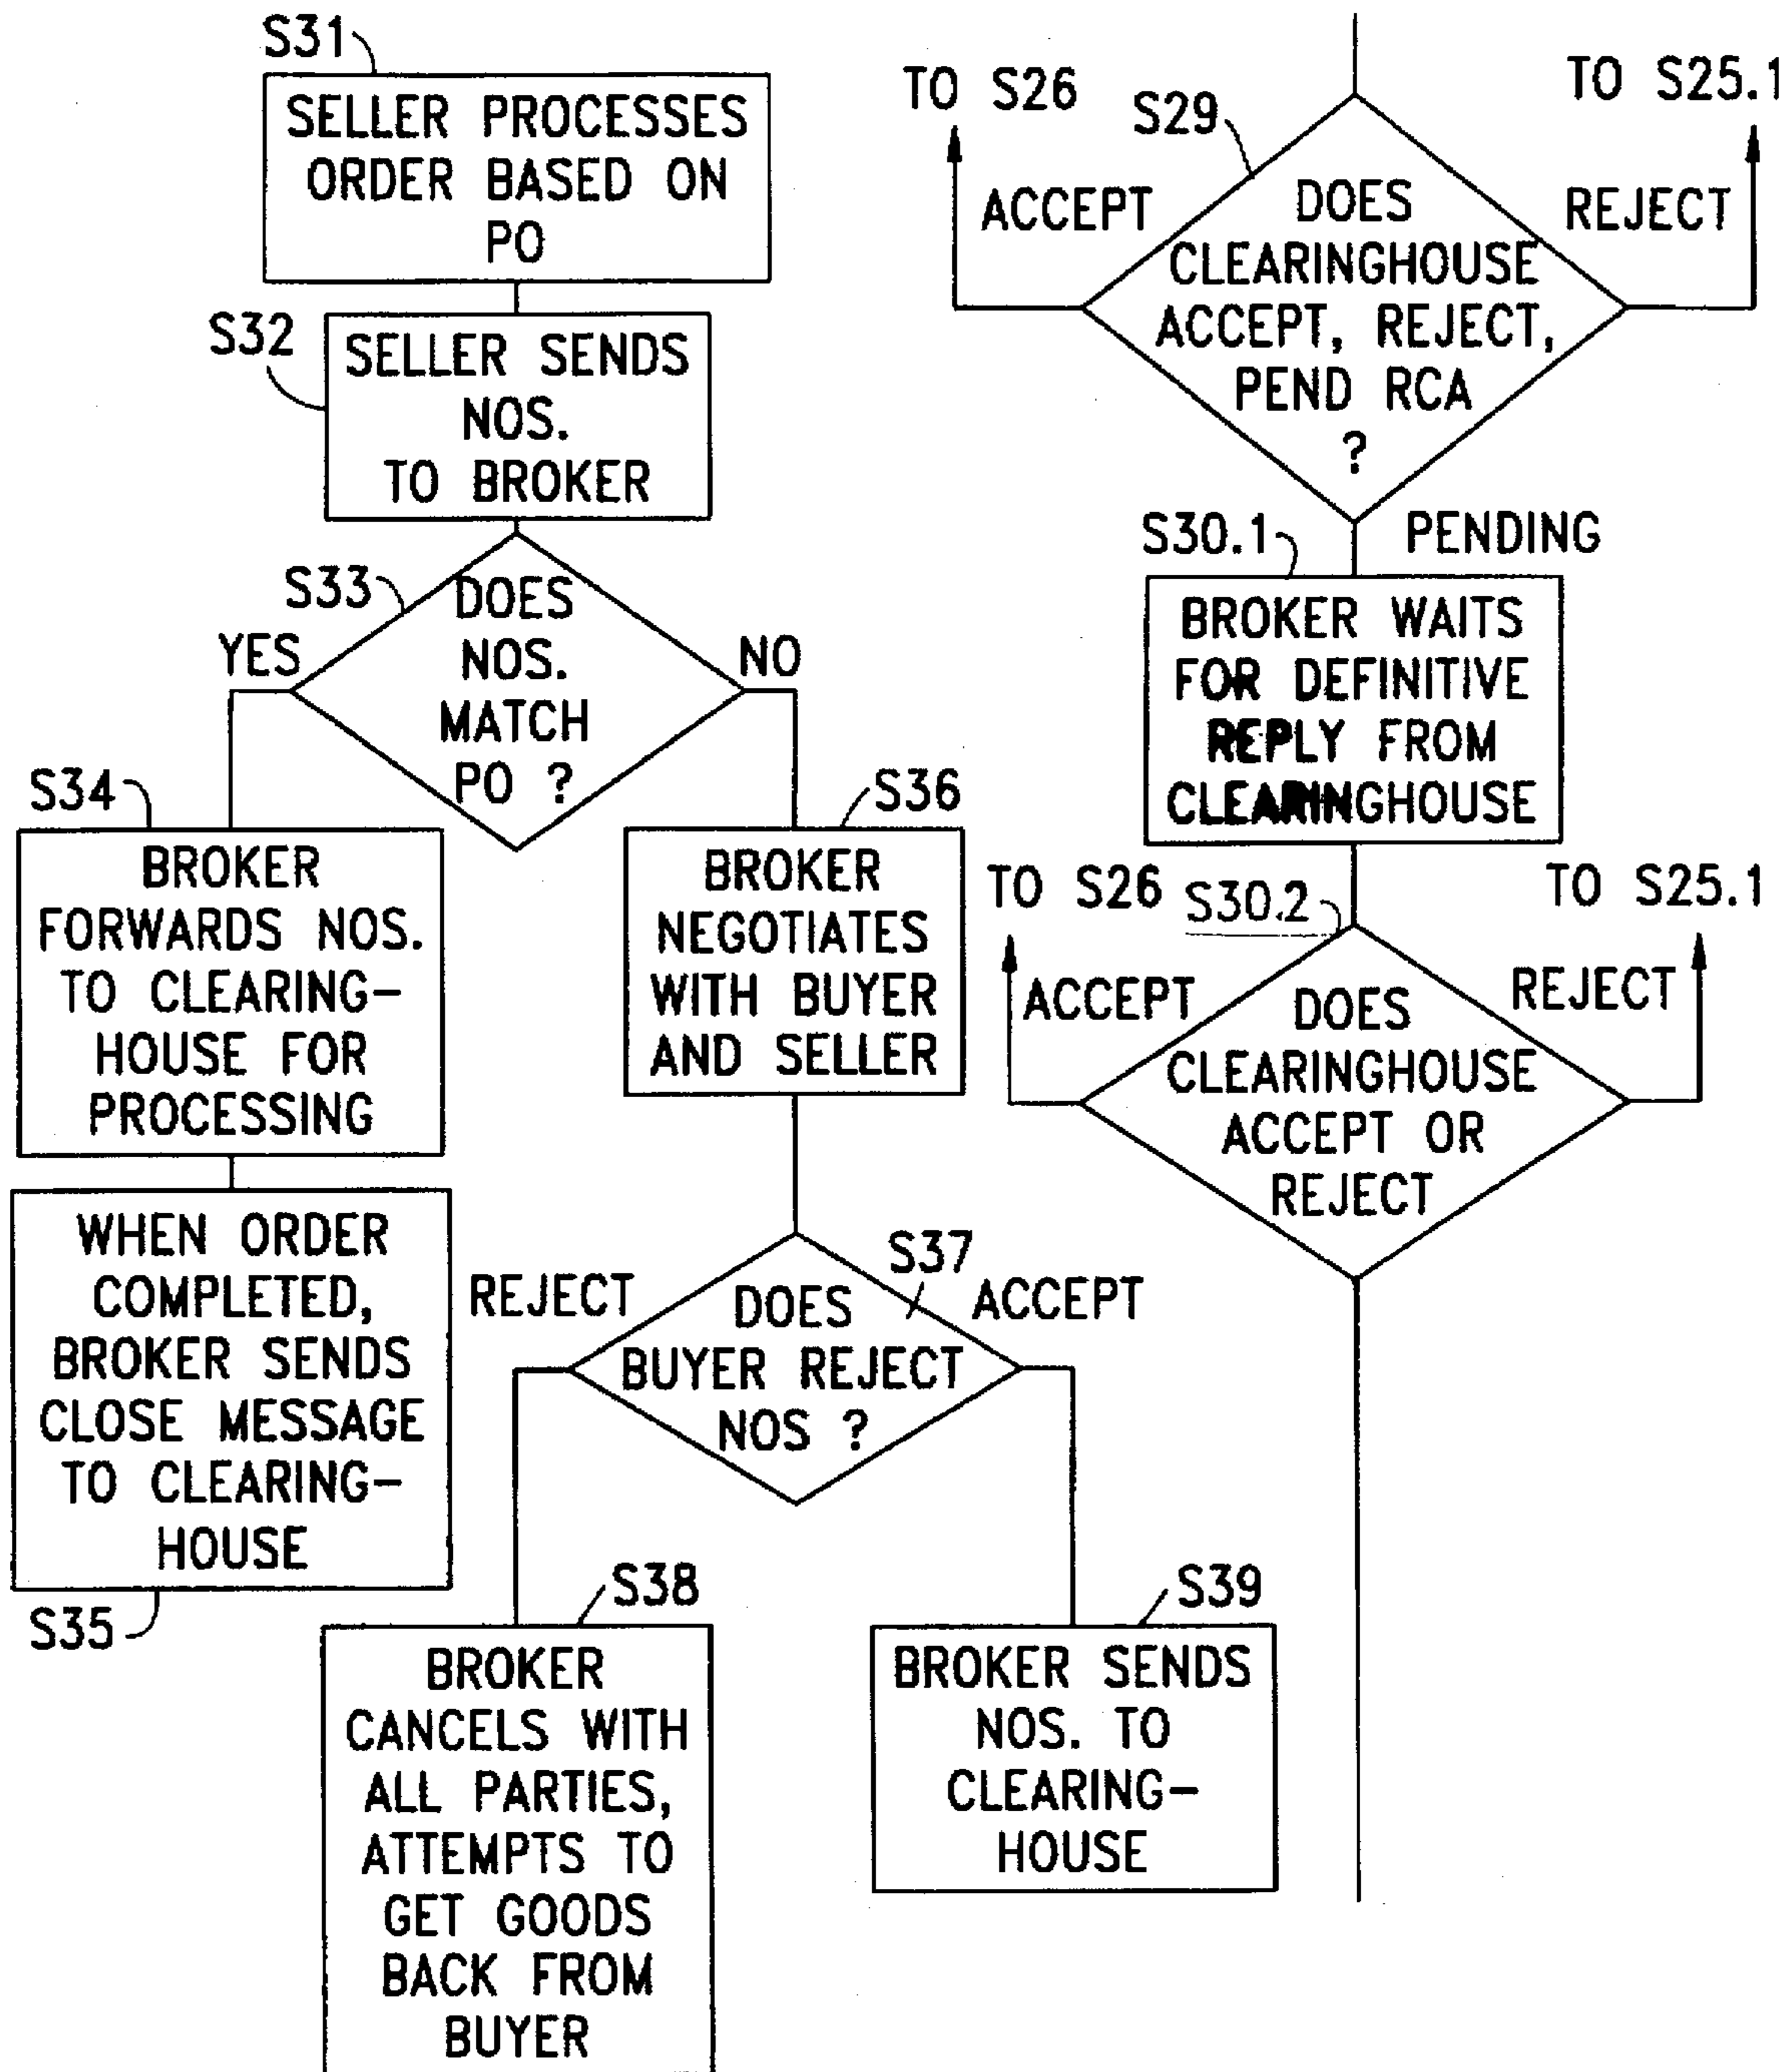 S31
SELLER PROCESSES
ORDER BASED ON
PO
S32
SELLER SENDS
NOS.
TO BROKER
S33
DOES
NOS.
MATCH
PO ?
YES
NO
S34
BROKER
FORWARDS NOS.
TO CLEARING-
HOUSE FOR
PROCESSING
WHEN ORDER
COMPLETED,
BROKER SENDS
CLOSE MESSAGE
TO CLEARING-
HOUSE
S35
S36
BROKER
NEGOTIATES
WITH BUYER
AND SELLER
S37
REJECT
ACCEPT
DOES
BUYER REJECT
NOS ?
S38
BROKER
CANCELS WITH
ALL PARTIES,
ATTEMPTS TO
GET GOODS
BACK FROM
BUYER
S39
BROKER SENDS
NOS. TO
CLEARING-
HOUSE
TO S26
S29
TO S25.1
ACCEPT
REJECT
DOES
CLEARINGHOUSE
ACCEPT, REJECT,
PEND RCA
?
S30.1
PENDING
BROKER WAITS
FOR DEFINITIVE
REPLY FROM
CLEARINGHOUSE
TO S26
S30.2
TO S25.1
ACCEPT
REJECT
DOES
CLEARINGHOUSE
ACCEPT OR
REJECT